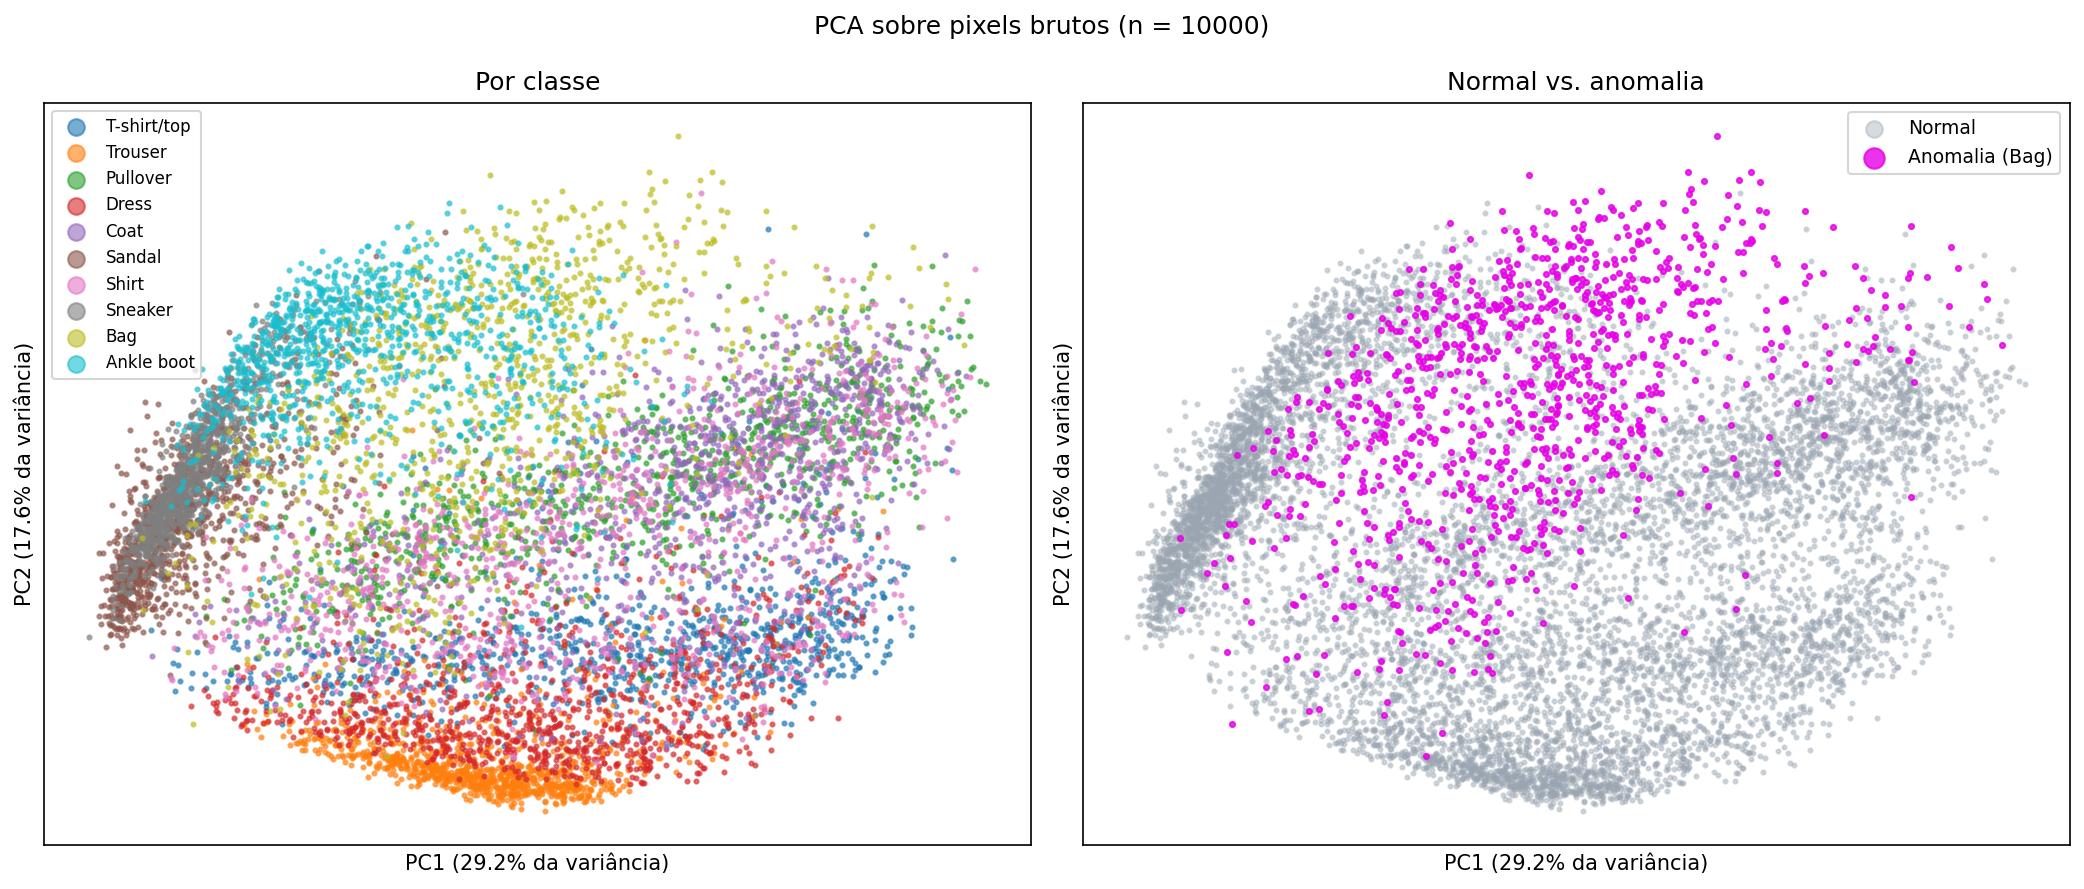 PCA sobre pixels brutos (n = 10000)
Por classe
T-shirt/top
Trouser
Pullover
Dress
Coat
Sandal
Shirt
Sneaker
Bag
Ankle boot
PC2 (17.6% da variância)
PC1 (29.2% da variância)
Normal vs. anomalia
Normal
Anomalia (Bag)
PC2 (17.6% da variância)
PC1 (29.2% da variância)